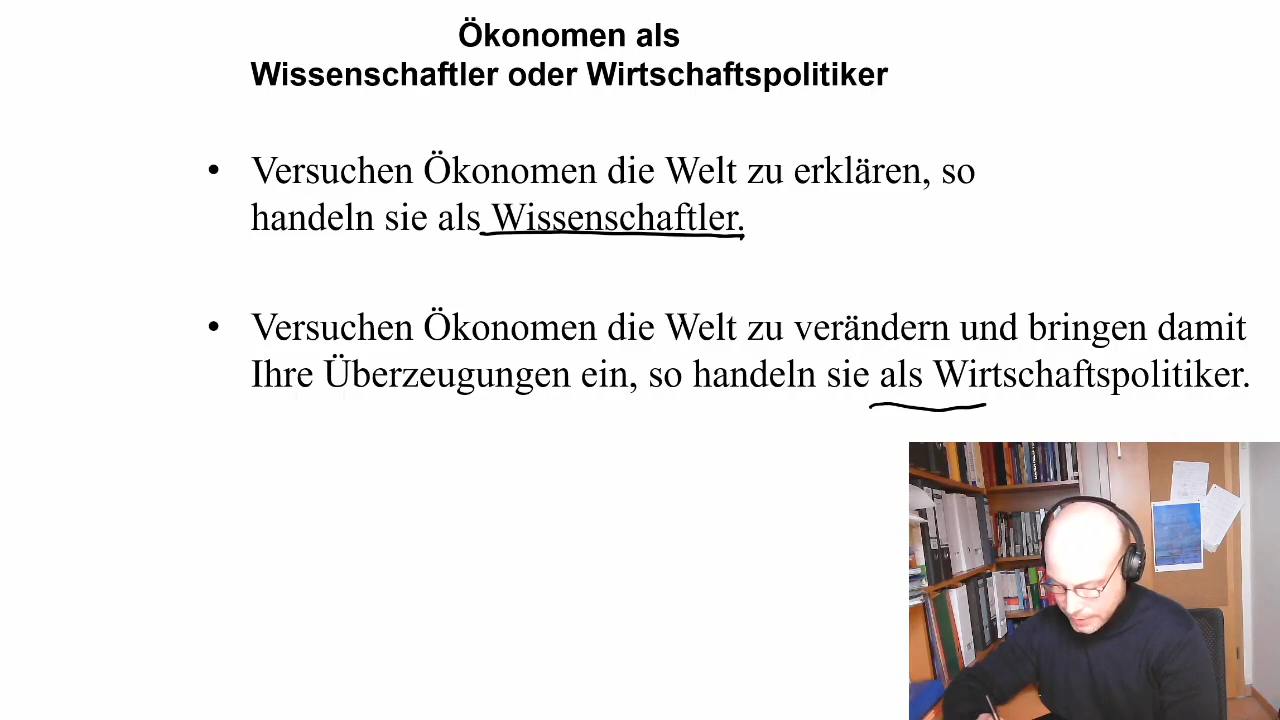 Ökonomen als
Wissenschaftler oder Wirtschaftspolitiker
• Versuchen Ökonomen die Welt zu erklären, so
handeln sie als Wissenschaftler.
• Versuchen Ökonomen die Welt zu verändern und bringen damit
Ihre Überzeugungen ein, so handeln sie als Wirtschaftspolitiker.